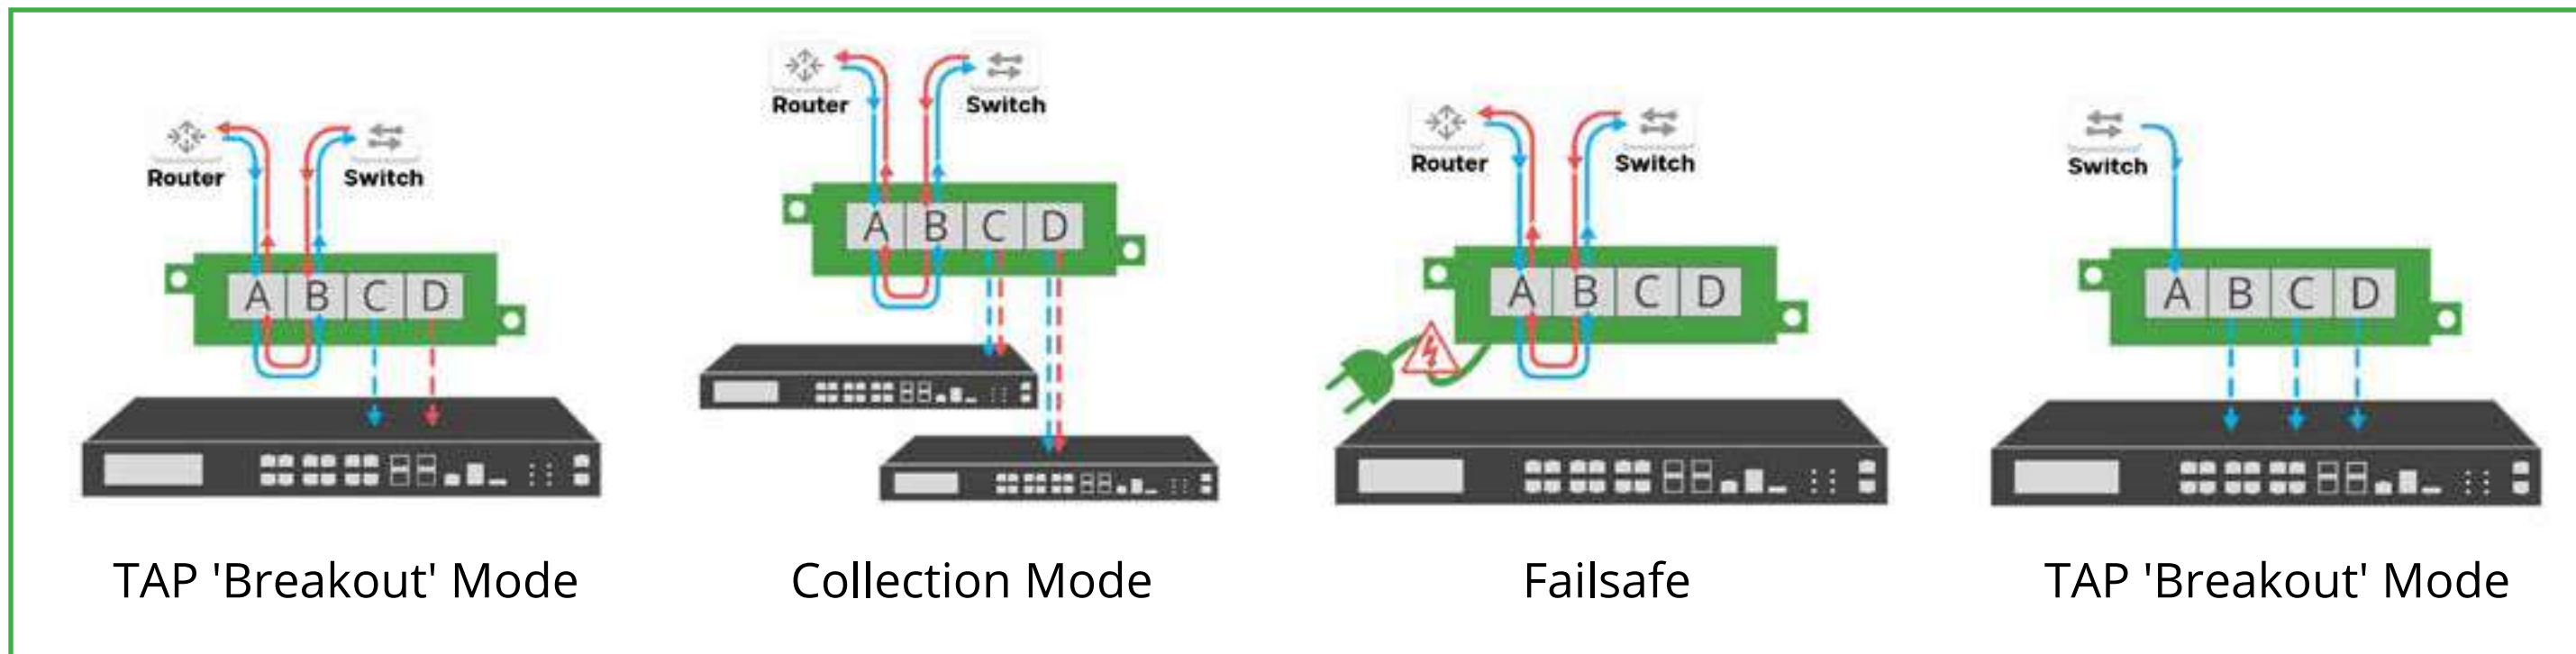 Router
Switch
A B C D
TAP 'Breakout' Mode
Router
Switch
A B C D
Collection Mode
Router
Switch
A B C D
Failsafe
Switch
A B C D
TAP 'Breakout' Mode